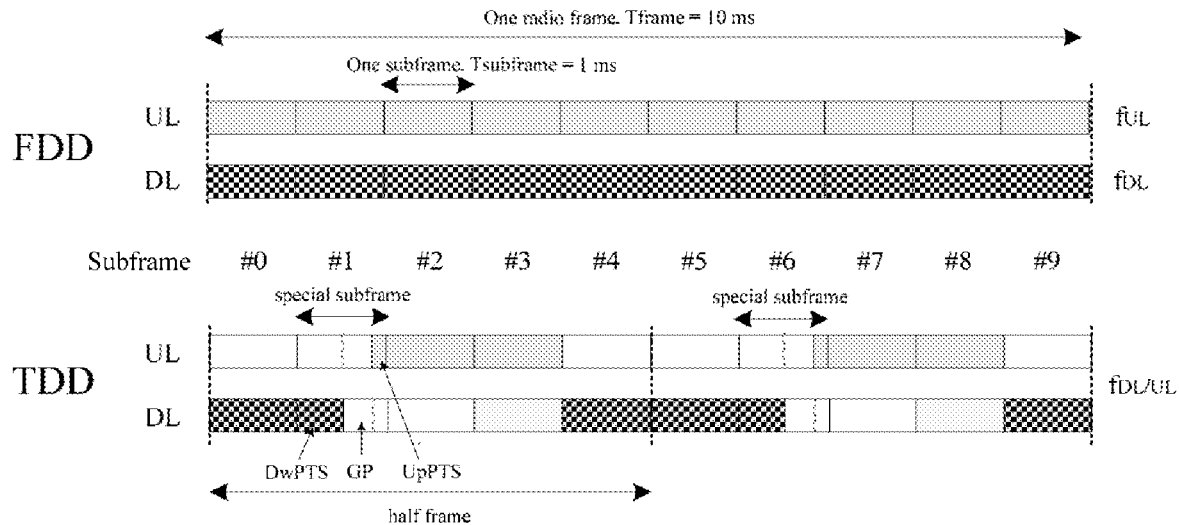 One radio frame. Tframe = 10 ms
One subframe. Tsubframe = 1 ms
FDD
UL
fUL
DL
fDL
Subframe #0 #1 #2 #3 #4 #5 #6 #7 #8 #9
special subframe special subframe
TDD
UL
fDL/UL
DL
DwPTS GP UpPTS
half frame